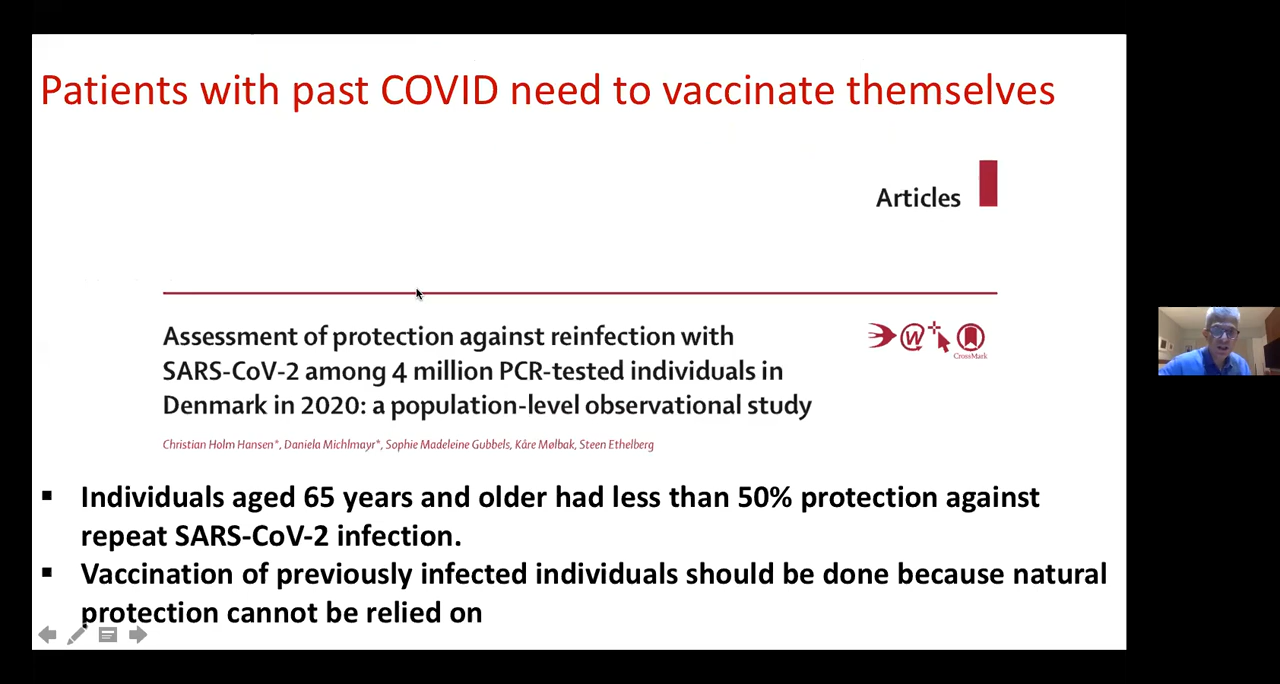 Patients with past COVID need to vaccinate themselves
Articles
Assessment of protection against reinfection with
SARS-CoV-2 among 4 million PCR-tested individuals in
Denmark in 2020: a population-level observational study
W
CrossMark
Christian Holm Hansen*, Daniela Michlmayr*, Sophie Madeleine Gubbels, Kåre Mølbak, Steen Ethelberg
▪ Individuals aged 65 years and older had less than 50% protection against
repeat SARS-CoV-2 infection.
▪ Vaccination of previously infected individuals should be done because natural
protection cannot be relied on